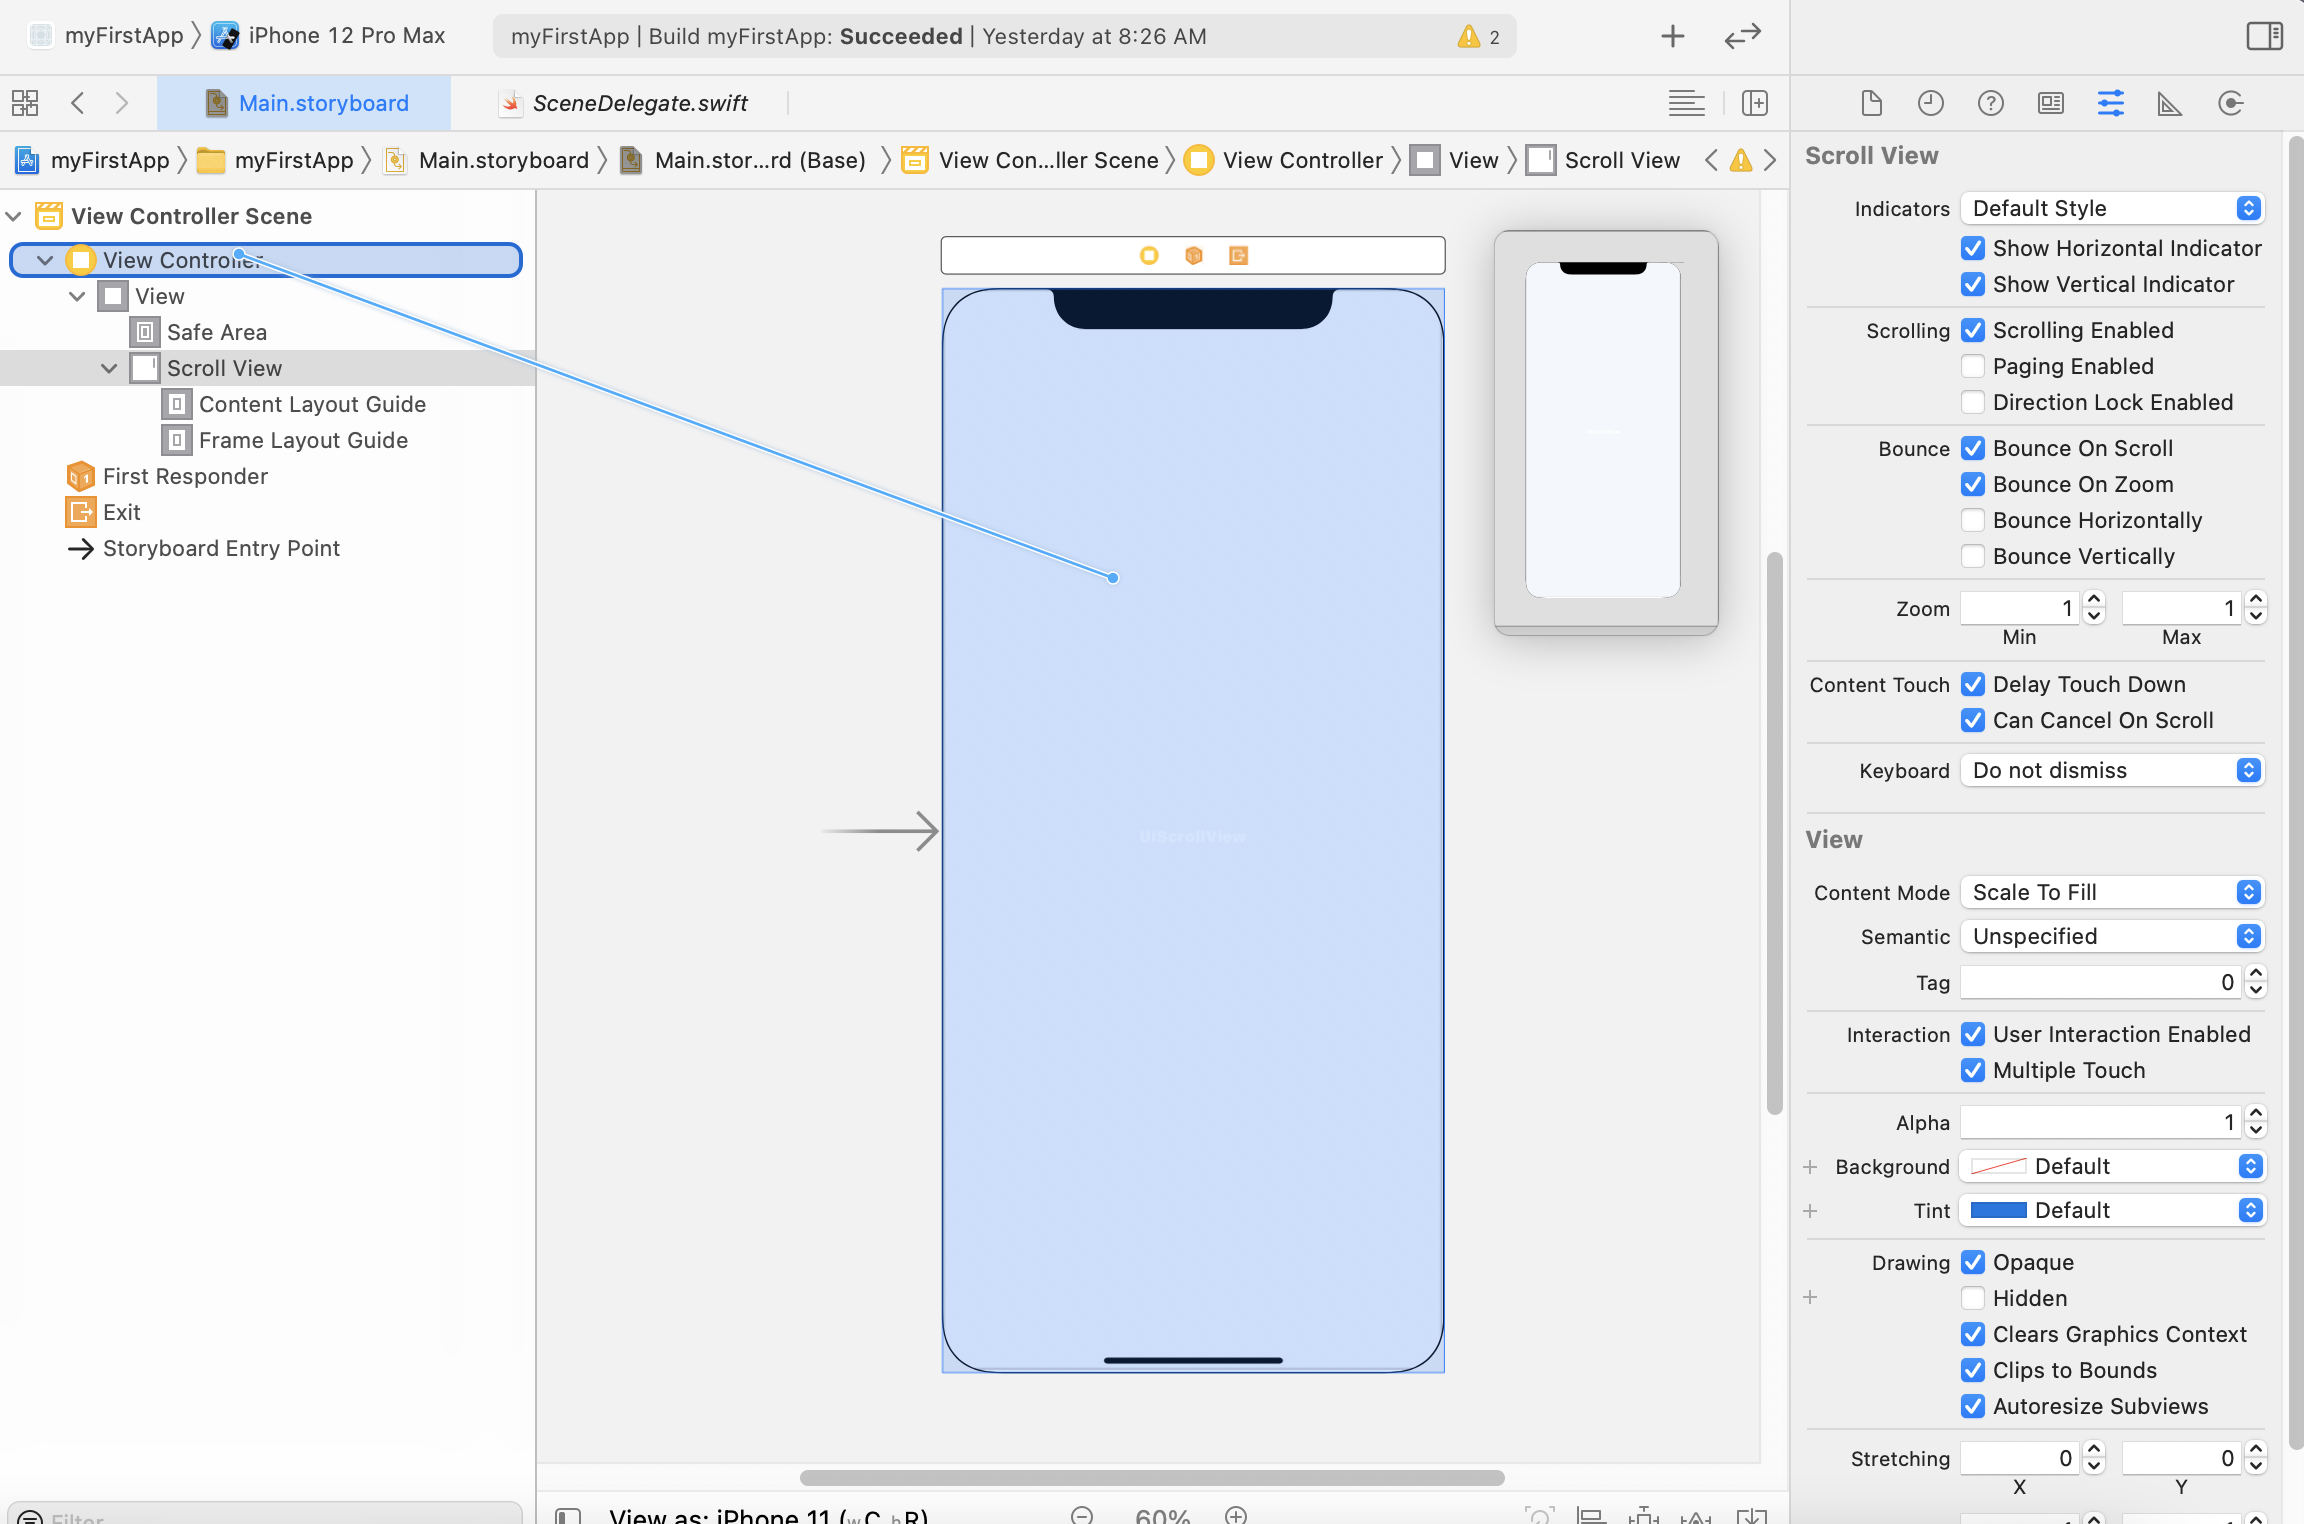 myFirstApp iPhone 12 Pro Max
myFirstApp | Build myFirstApp: Succeeded | Yesterday at 8:26 AM
2
Main.storyboard
SceneDelegate.swift
myFirstApp myFirstApp Main.storyboard Main.stor...rd (Base) View Con...ller Scene View Controller View Scroll View
View Controller Scene
View Controller
View
Safe Area
Scroll View
Content Layout Guide
Frame Layout Guide
First Responder
Exit
Storyboard Entry Point
Filter
UIScrollView
View as: iPhone 11 (wC hR)
60%
Scroll View
Indicators Default Style
Show Horizontal Indicator
Show Vertical Indicator
Scrolling Scrolling Enabled
Paging Enabled
Direction Lock Enabled
Bounce Bounce On Scroll
Bounce On Zoom
Bounce Horizontally
Bounce Vertically
Zoom 1 1
Min Max
Content Touch Delay Touch Down
Can Cancel On Scroll
Keyboard Do not dismiss
View
Content Mode Scale To Fill
Semantic Unspecified
Tag 0
Interaction User Interaction Enabled
Multiple Touch
Alpha 1
Background Default
Tint Default
Drawing Opaque
Hidden
Clears Graphics Context
Clips to Bounds
Autoresize Subviews
Stretching 0 0
X Y